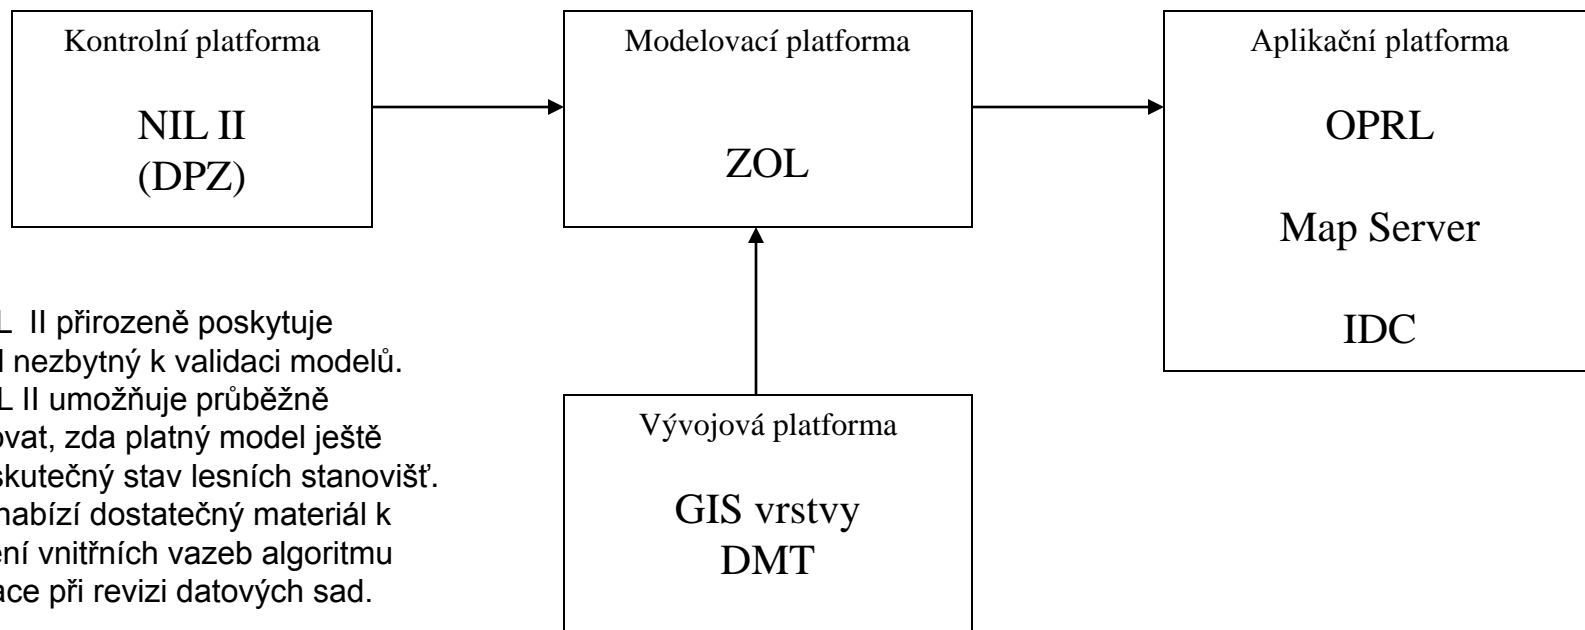 Kontrolní platforma
NIL II
(DPZ)
Modelovací platforma
ZOL
Aplikační platforma
OPRL
Map Server
IDC
II přirozeně poskytuje
nezbytný k validaci modelů.
II umožňuje průběžně
zda platný model ještě
skutečný stav lesních stanovišť.
nabízí dostatečný materiál k
vnitřních vazeb algoritmu
při revizi datových sad.
Vývojová platforma
GIS vrstvy
DMT